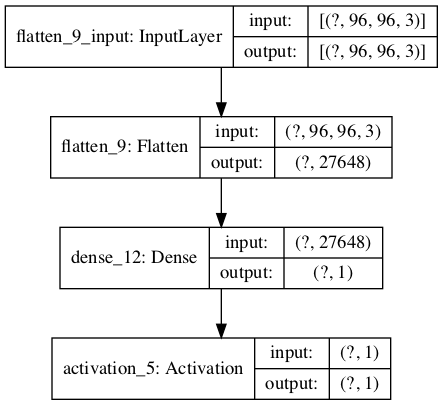 flatten_9_input: InputLayer
input:
[(?, 96, 96, 3)]
output:
[(?, 96, 96, 3)]
flatten_9: Flatten
input:
(?, 96, 96, 3)
output:
(?, 27648)
dense_12: Dense
input:
(?, 27648)
output:
(?, 1)
activation_5: Activation
input:
(?, 1)
output:
(?, 1)